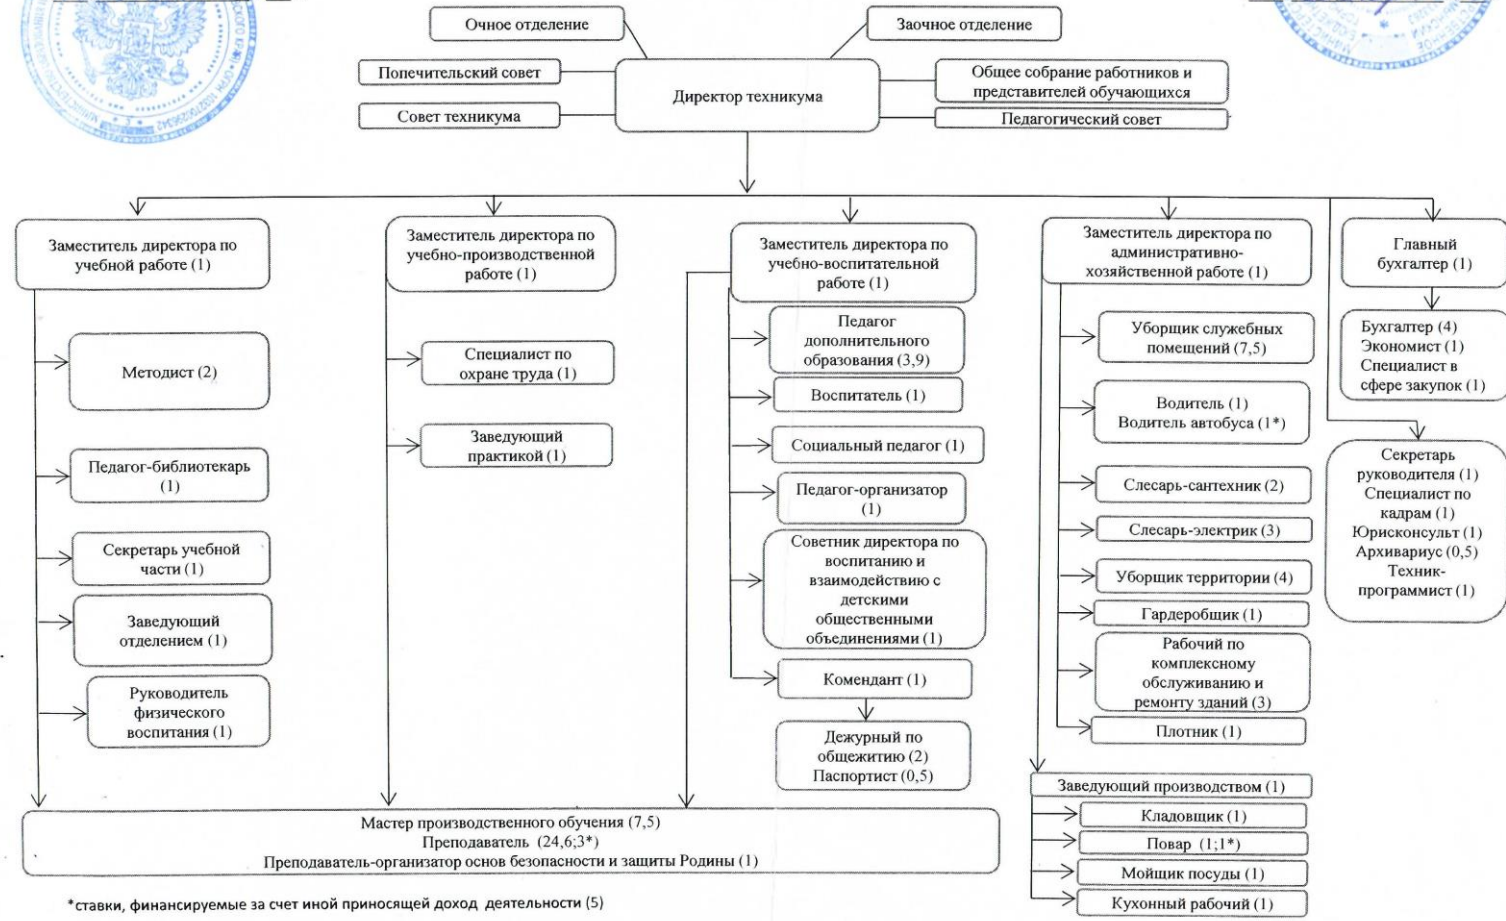 Очное отделение
Заочное отделение
Попечительский совет
Совет техникума
Директор техникума
Общее собрание работников и
представителей обучающихся
Педагогический совет
Заместитель директора по
учебной работе (1)
Заместитель директора по
учебно-производственной
работе (1)
Заместитель директора по
учебно-воспитательной
работе (1)
Заместитель директора по
административно-
хозяйственной работе (1)
Главный
бухгалтер (1)
Методист (2)
Педагог-библиотекарь
(1)
Секретарь учебной
части (1)
Заведующий
отделением (1)
Руководитель
физического
воспитания (1)
Специалист по
охране труда (1)
Заведующий
практикой (1)
Педагог
дополнительного
образования (3,9)
Воспитатель (1)
Социальный педагог (1)
Педагог-организатор
(1)
Советник директора по
воспитанию и
взаимодействию с
детскими
общественными
объединениями (1)
Комендант (1)
Дежурный по
общежитию (2)
Паспортист (0,5)
Уборщик служебных
помещений (7,5)
Водитель (1)
Водитель автобуса (1*)
Слесарь-сантехник (2)
Слесарь-электрик (3)
Уборщик территории (4)
Гардеробщик (1)
Рабочий по
комплексному
обслуживанию и
ремонту зданий (3)
Плотник (1)
Заведующий производством (1)
Кладовщик (1)
Повар (1;1*)
Мойщик посуды (1)
Кухонный рабочий (1)
Бухгалтер (4)
Экономист (1)
Специалист в
сфере закупок (1)
Секретарь
руководителя (1)
Специалист по
кадрам (1)
Юрисконсульт (1)
Архивариус (0,5)
Техник-
программист (1)
Мастер производственного обучения (7,5)
Преподаватель (24,6;3*)
Преподаватель-организатор основ безопасности и защиты Родины (1)
*ставки, финансируемые за счет иной приносящей доход деятельности (5)